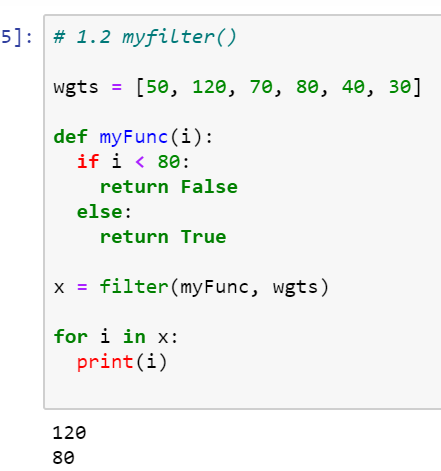 5]: # 1.2 myfilter()
wgts = [50, 120, 70, 80, 40, 30]
def myFunc(i):
  if i < 80:
    return False
  else:
    return True
x = filter(myFunc, wgts)
for i in x:
  print(i)
120
80